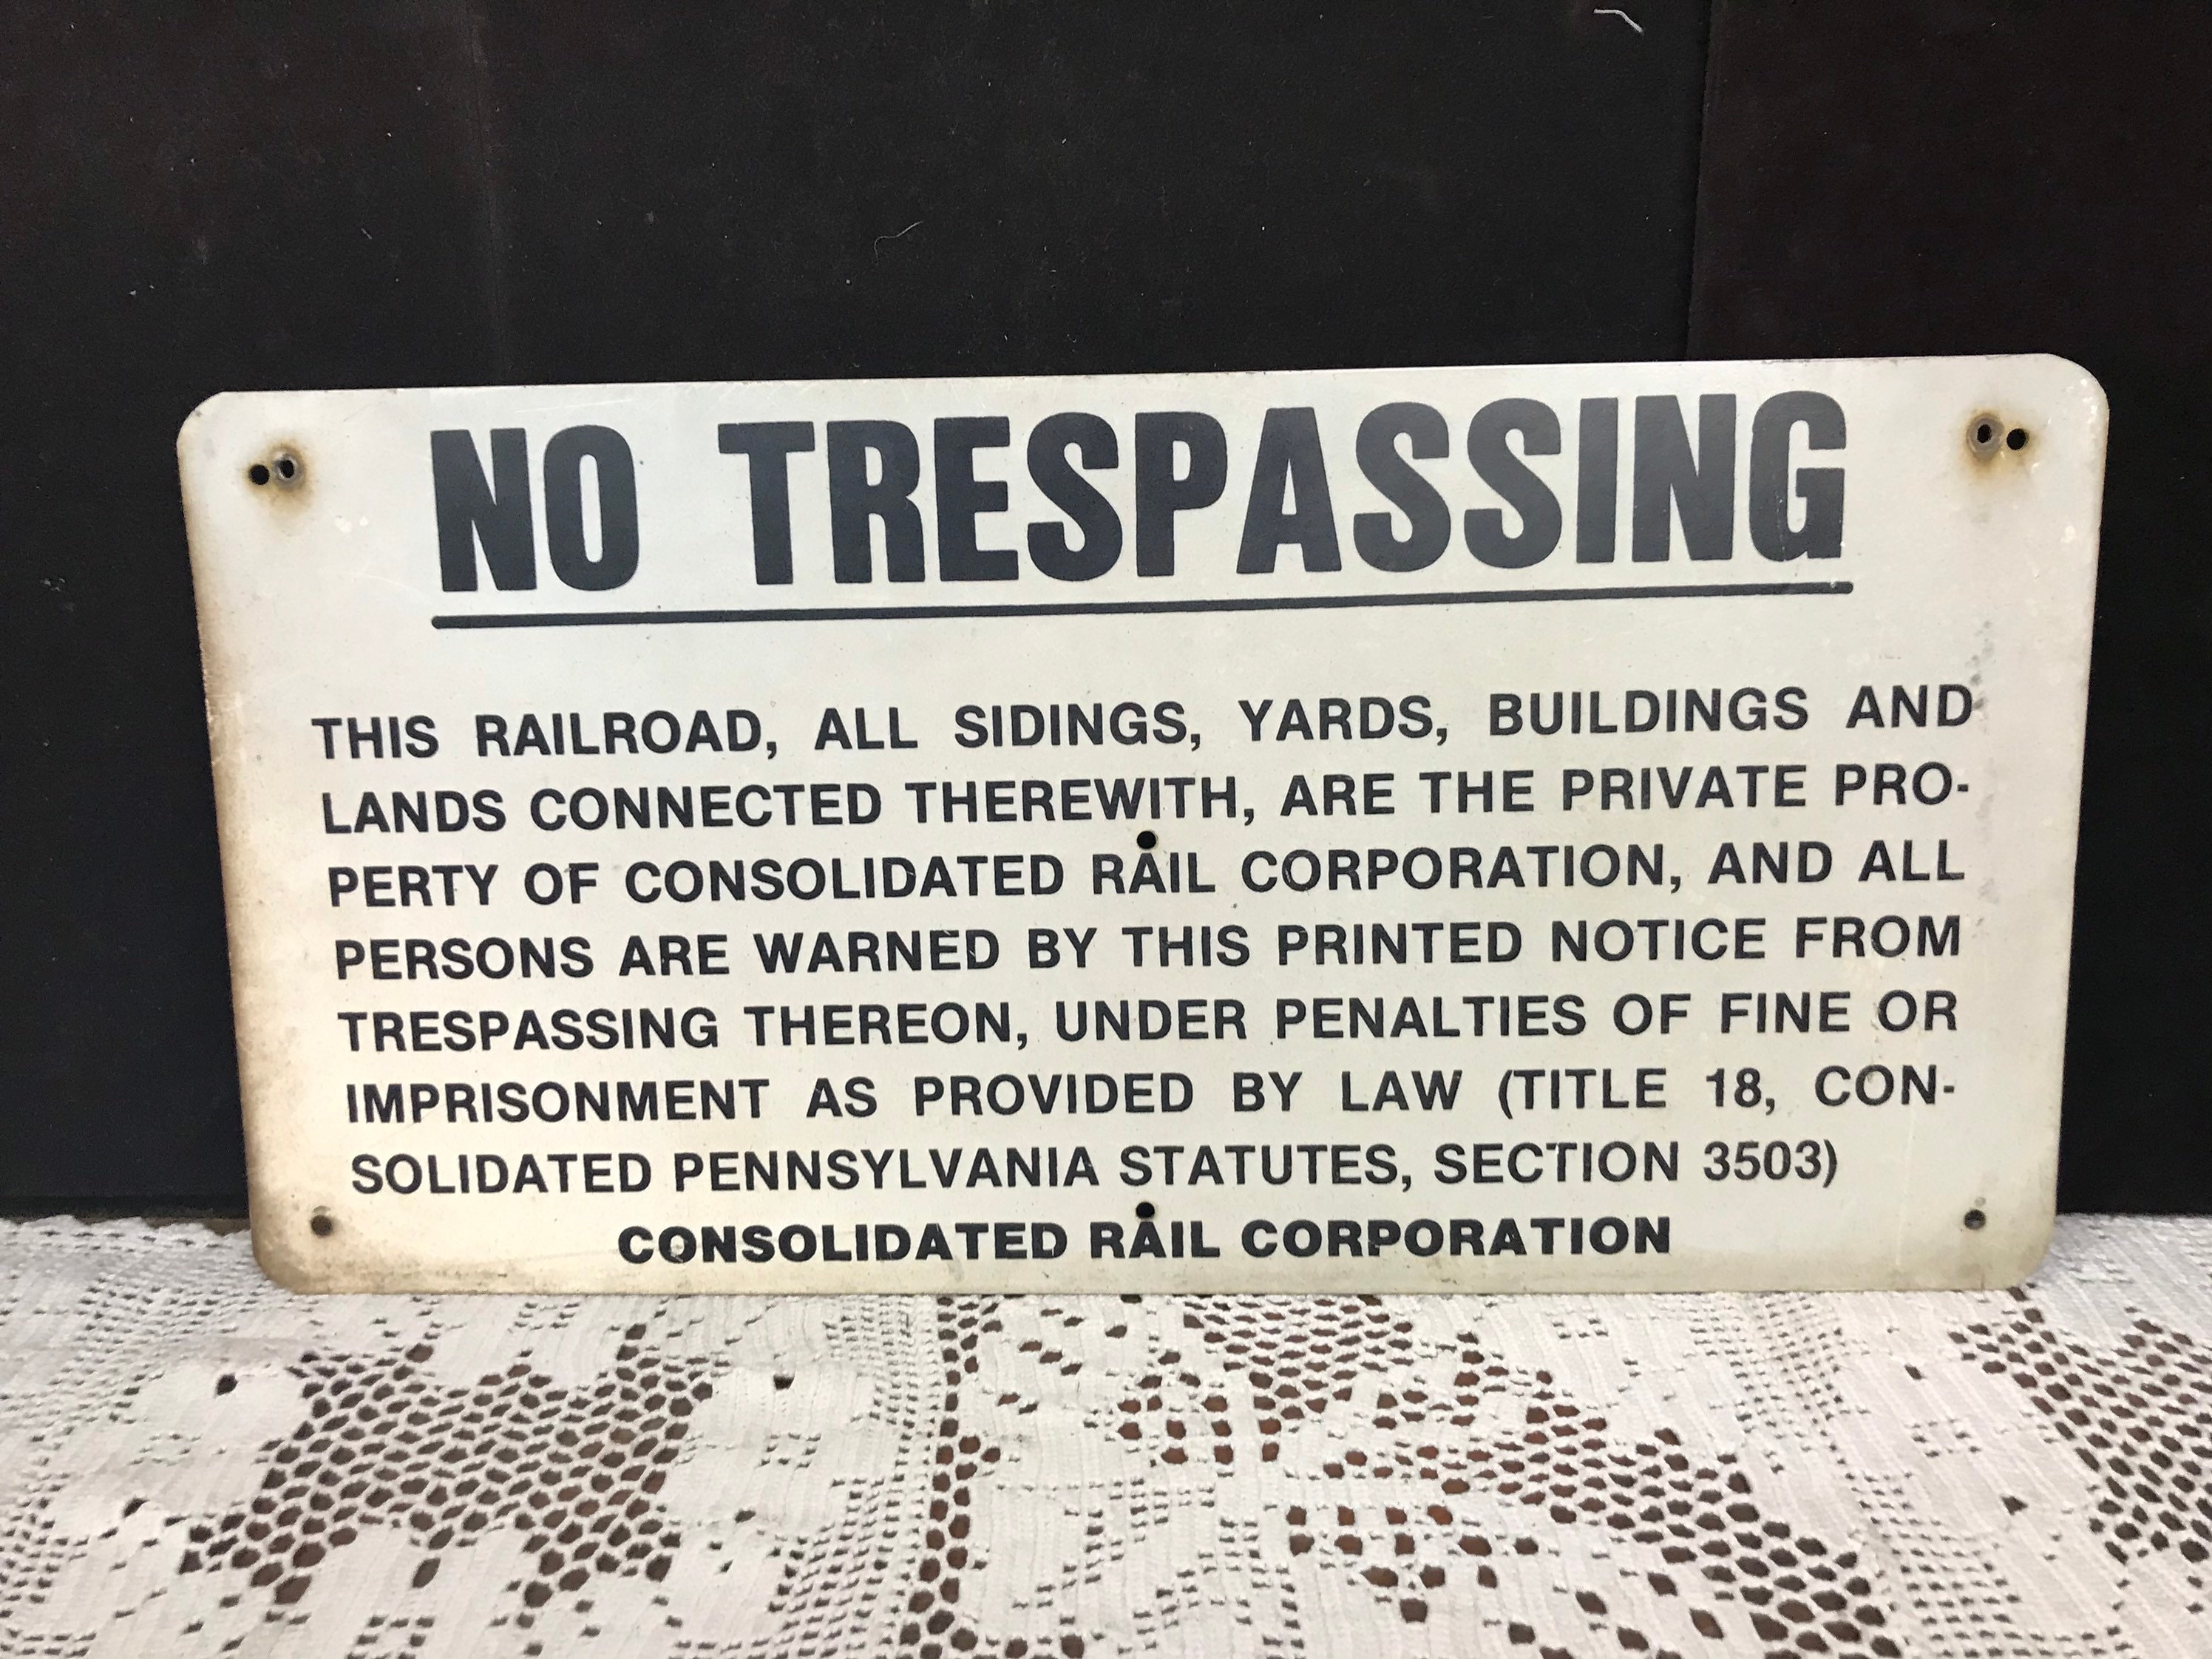 NO TRESPASSING
THIS RAILROAD, ALL SIDINGS, YARDS, BUILDINGS AND
LANDS CONNECTED THEREWITH, ARE THE PRIVATE PRO-
PERTY OF CONSOLIDATED RAIL CORPORATION, AND ALL
PERSONS ARE WARNED BY THIS PRINTED NOTICE FROM
TRESPASSING THEREON, UNDER PENALTIES OF FINE OR
IMPRISONMENT AS PROVIDED BY LAW (TITLE 18, CON-
SOLIDATED PENNSYLVANIA STATUTES, SECTION 3503)
CONSOLIDATED RAIL CORPORATION